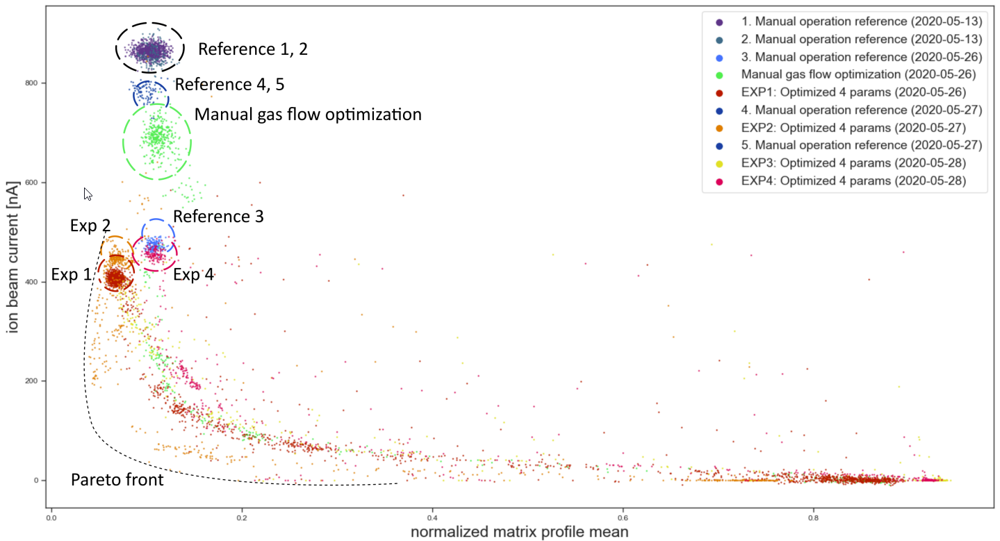 1. Manual operation reference (2020-05-13)
2. Manual operation reference (2020-05-13)
3. Manual operation reference (2020-05-26)
Manual gas flow optimization (2020-05-26)
EXP1: Optimized 4 params (2020-05-26)
4. Manual operation reference (2020-05-27)
EXP2: Optimized 4 params (2020-05-27)
5. Manual operation reference (2020-05-27)
EXP3: Optimized 4 params (2020-05-28)
EXP4: Optimized 4 params (2020-05-28)
Reference 1, 2
Reference 4, 5
Manual gas flow optimization
Reference 3
Exp 2
Exp 1
Exp 4
Pareto front
ion beam current [nA]
800
600
400
200
0
0.0
0.2
0.4
0.6
0.8
normalized matrix profile mean